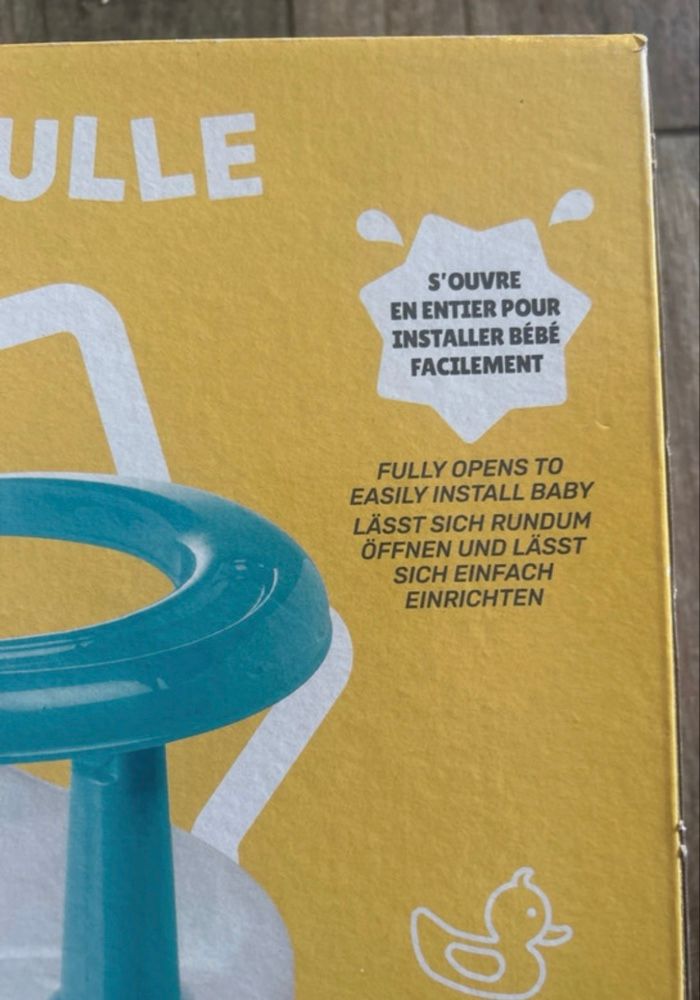 ULLE
S'OUVRE
EN ENTIER POUR
INSTALLER BÉBÉ
FACILEMENT
FULLY OPENS TO
EASILY INSTALL BABY
LÄSST SICH RUNDUM
ÖFFNEN UND LÄSST
SICH EINFACH
EINRICHTEN